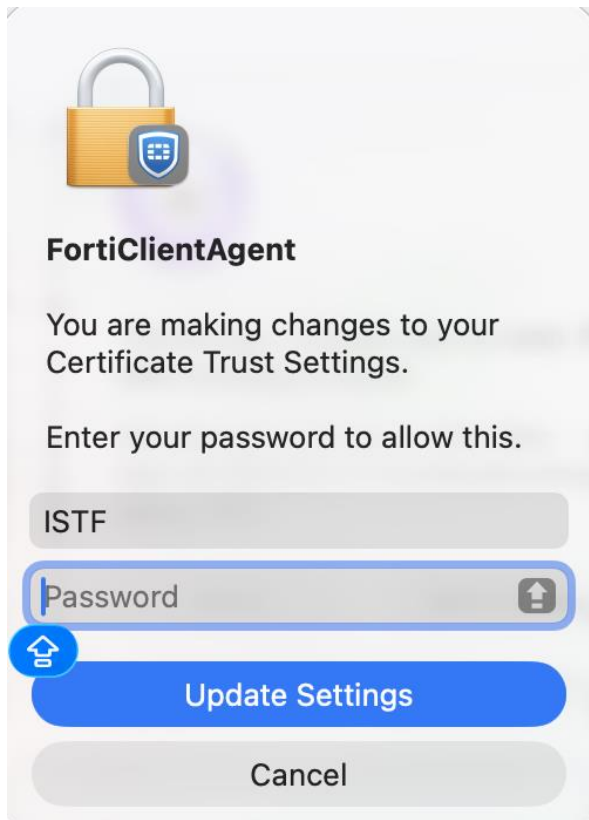 FortiClientAgent
You are making changes to your
Certificate Trust Settings.
Enter your password to allow this.
ISTF
Password
Update Settings
Cancel